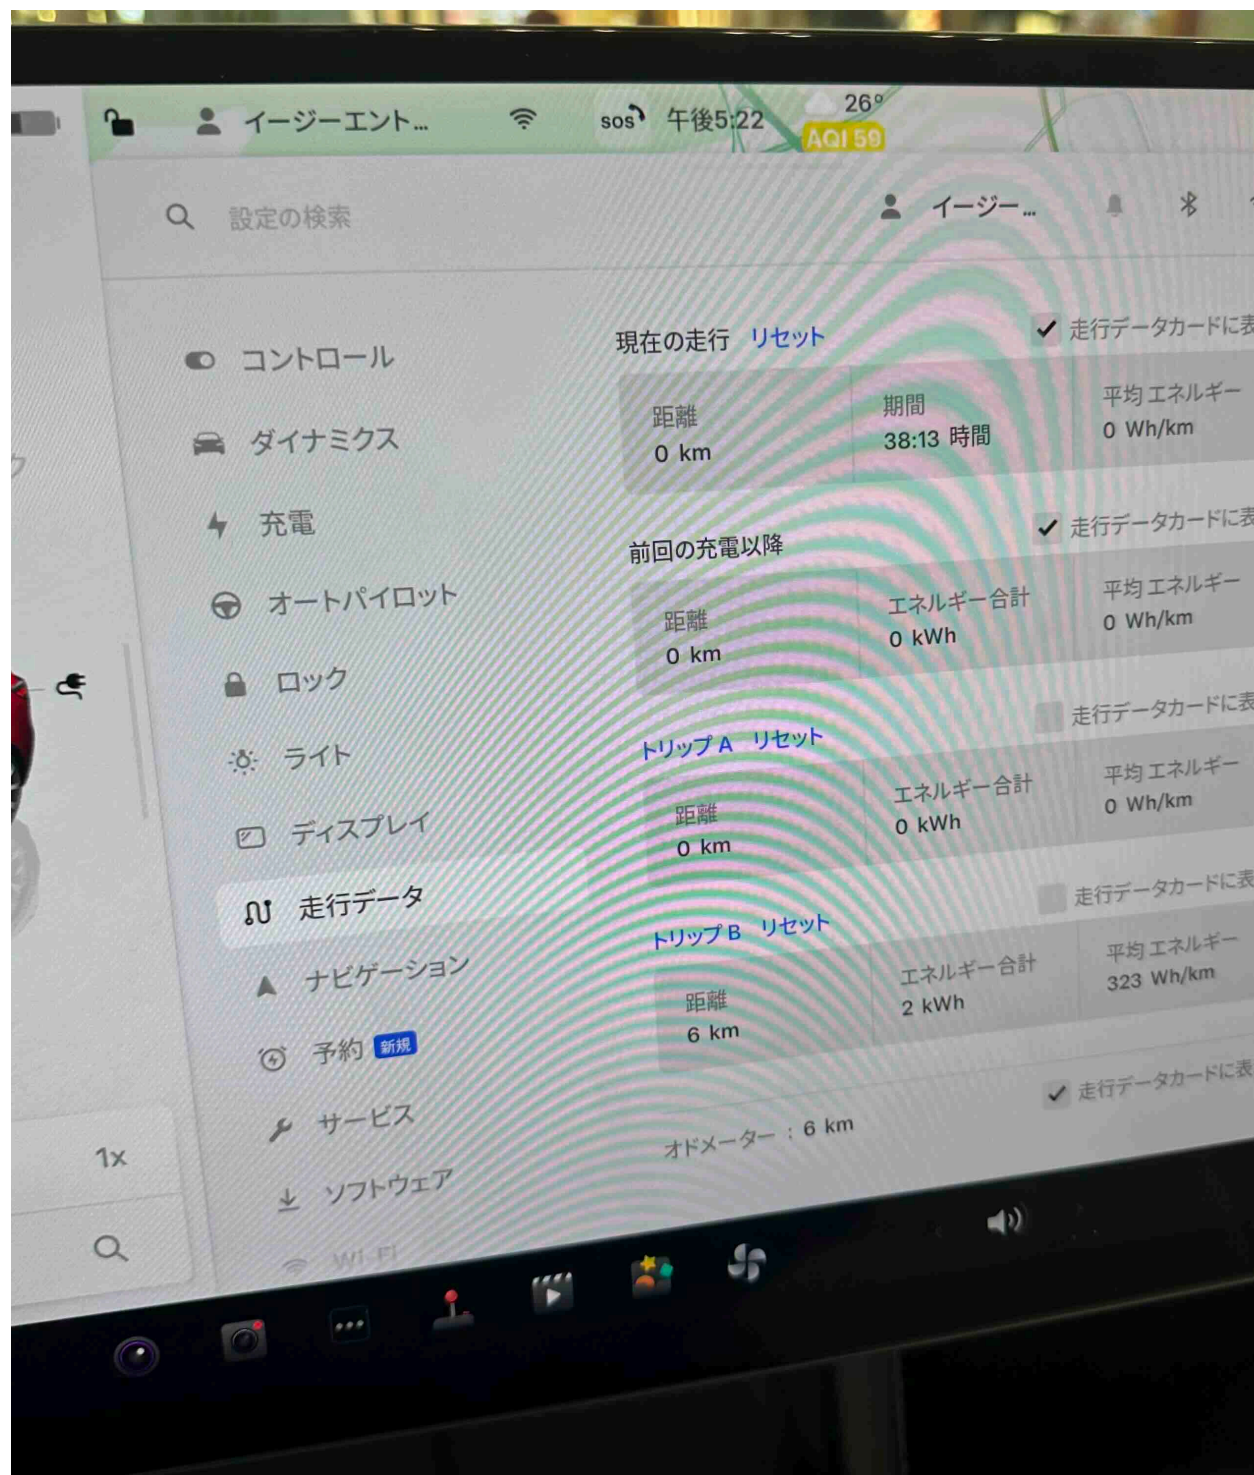 イージーエント...
sos
午後5:22
26°
AQI 59
設定の検索
イージー...
コントロール
ダイナミクス
充電
オートパイロット
ロック
ライト
ディスプレイ
走行データ
ナビゲーション
予約 新規
サービス
ソフトウェア
Wi-Fi
現在の走行 リセット
走行データカードに表
距離
0 km
期間
38:13 時間
平均 エネルギー
0 Wh/km
前回の充電以降
走行データカードに表
距離
0 km
エネルギー合計
0 kWh
平均 エネルギー
0 Wh/km
トリップ A リセット
走行データカードに表
距離
0 km
エネルギー合計
0 kWh
平均 エネルギー
0 Wh/km
トリップ B リセット
走行データカードに表
距離
6 km
エネルギー合計
2 kWh
平均 エネルギー
323 Wh/km
オドメーター : 6 km
走行データカードに表
ク
1x